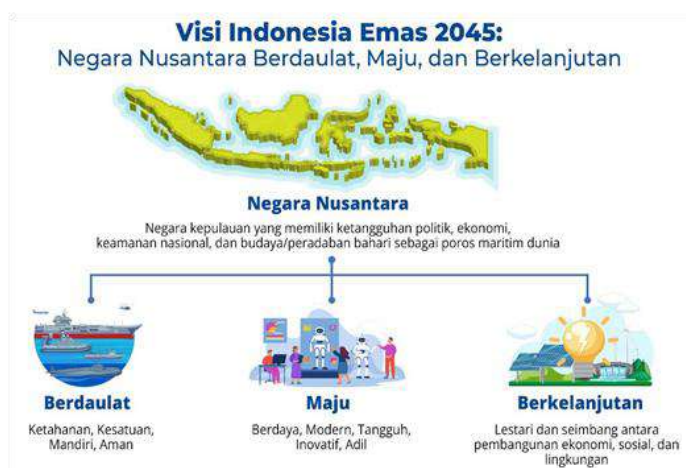 Visi Indonesia Emas 2045:
Negara Nusantara Berdaulat, Maju, dan Berkelanjutan
Negara Nusantara
Negara kepulauan yang memiliki ketangguhan politik, ekonomi,
keamanan nasional, dan budaya/peradaban bahari sebagai poros maritim dunia
Berdaulat
Ketahanan, Kesatuan,
Mandiri, Aman
Maju
Berdaya, Modern, Tangguh,
Inovatif, Adil
Berkelanjutan
Lestari dan seimbang antara
pembangunan ekonomi, sosial, dan
lingkungan